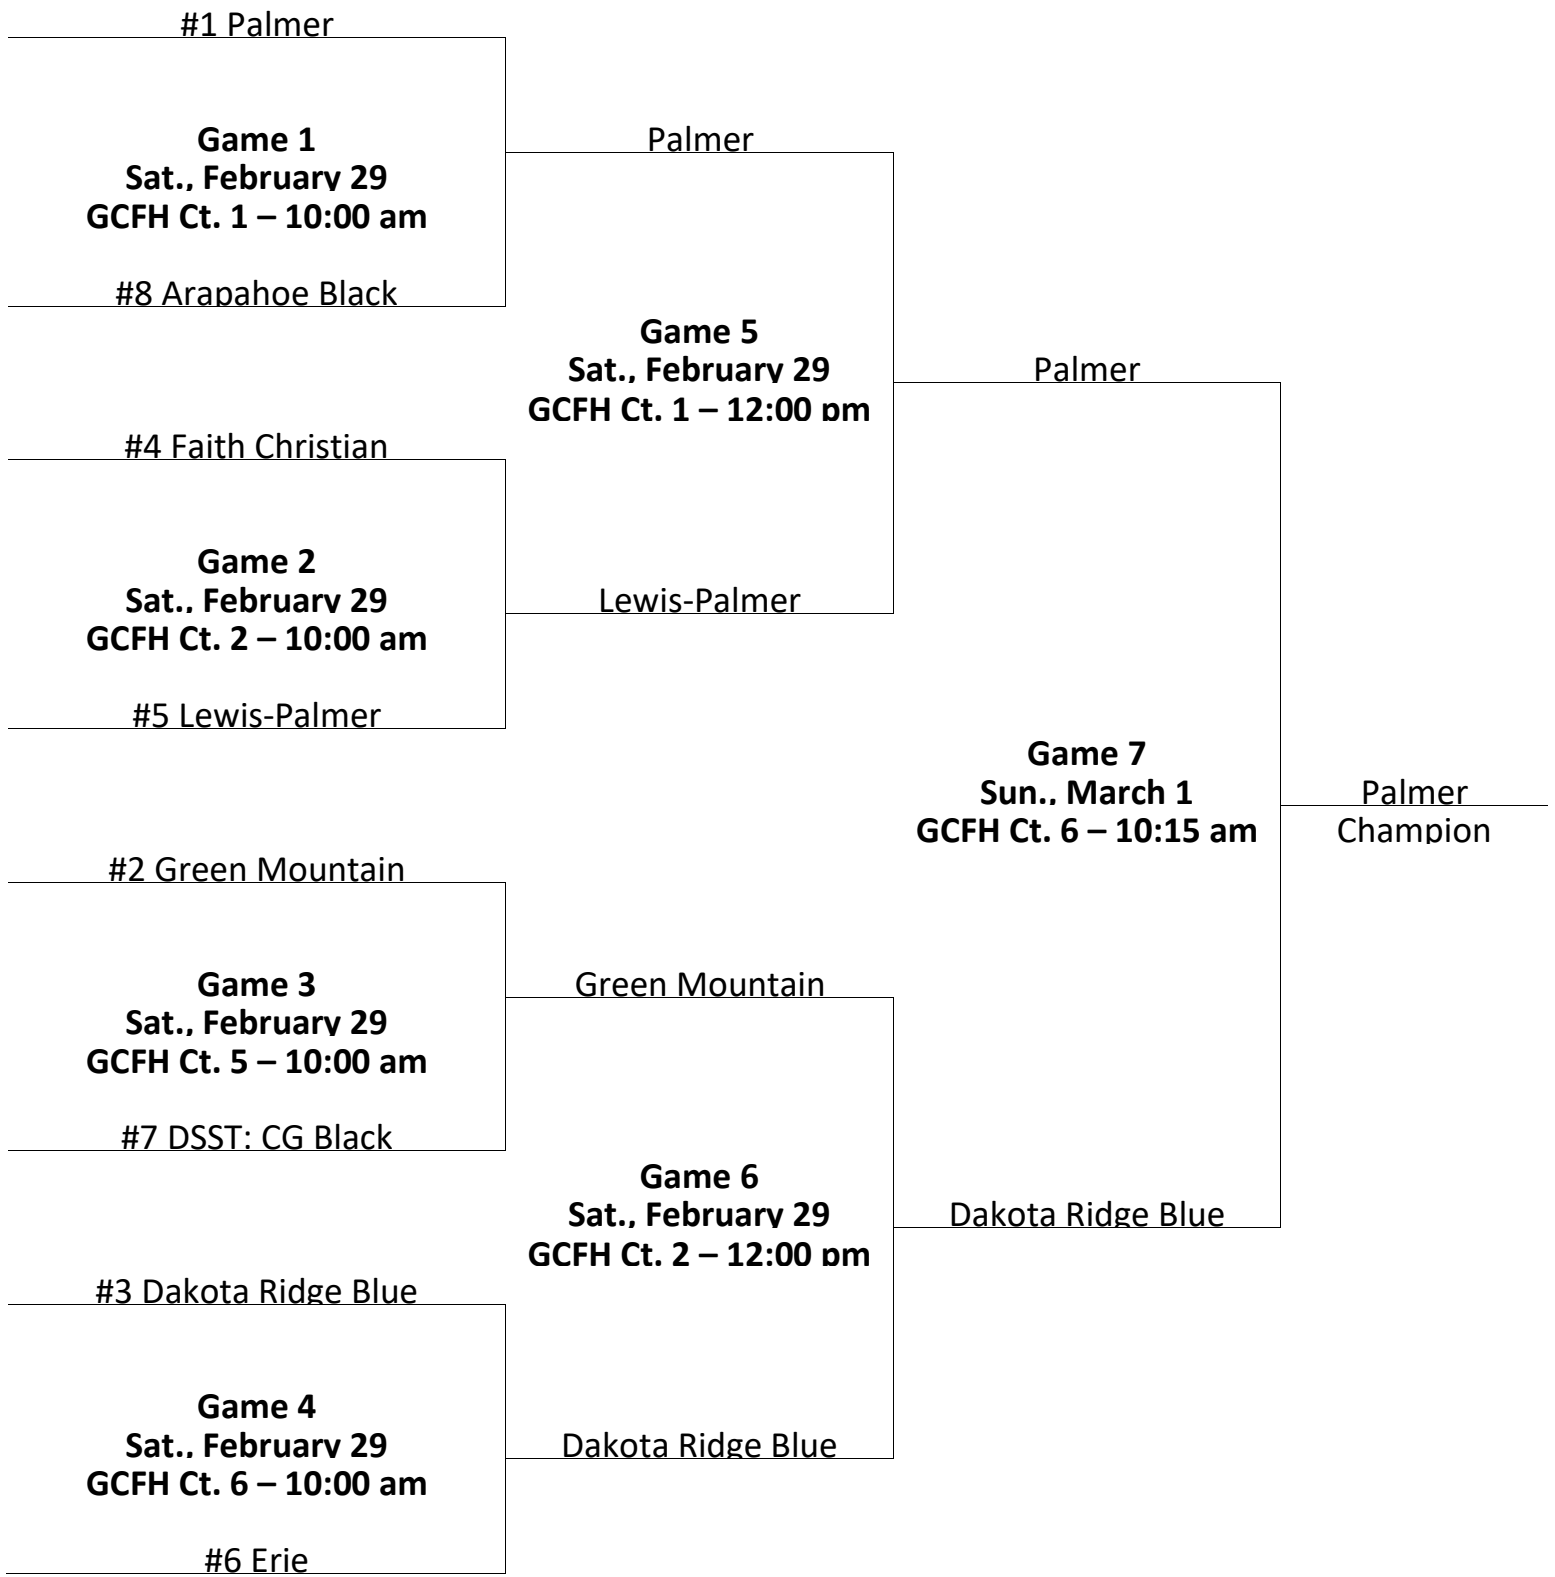 #1 Palmer
Game 1
Sat., February 29
GCFH Ct. 1 – 10:00 am
#8 Arapahoe Black
#4 Faith Christian
Game 2
Sat., February 29
GCFH Ct. 2 – 10:00 am
#5 Lewis-Palmer
#2 Green Mountain
Game 3
Sat., February 29
GCFH Ct. 5 – 10:00 am
#7 DSST: CG Black
#3 Dakota Ridge Blue
Game 4
Sat., February 29
GCFH Ct. 6 – 10:00 am
#6 Erie
Palmer
Game 5
Sat., February 29
GCFH Ct. 1 – 12:00 pm
Lewis-Palmer
Green Mountain
Game 6
Sat., February 29
GCFH Ct. 2 – 12:00 pm
Dakota Ridge Blue
Palmer
Game 7
Sun., March 1
GCFH Ct. 6 – 10:15 am
Dakota Ridge Blue
Palmer
Champion